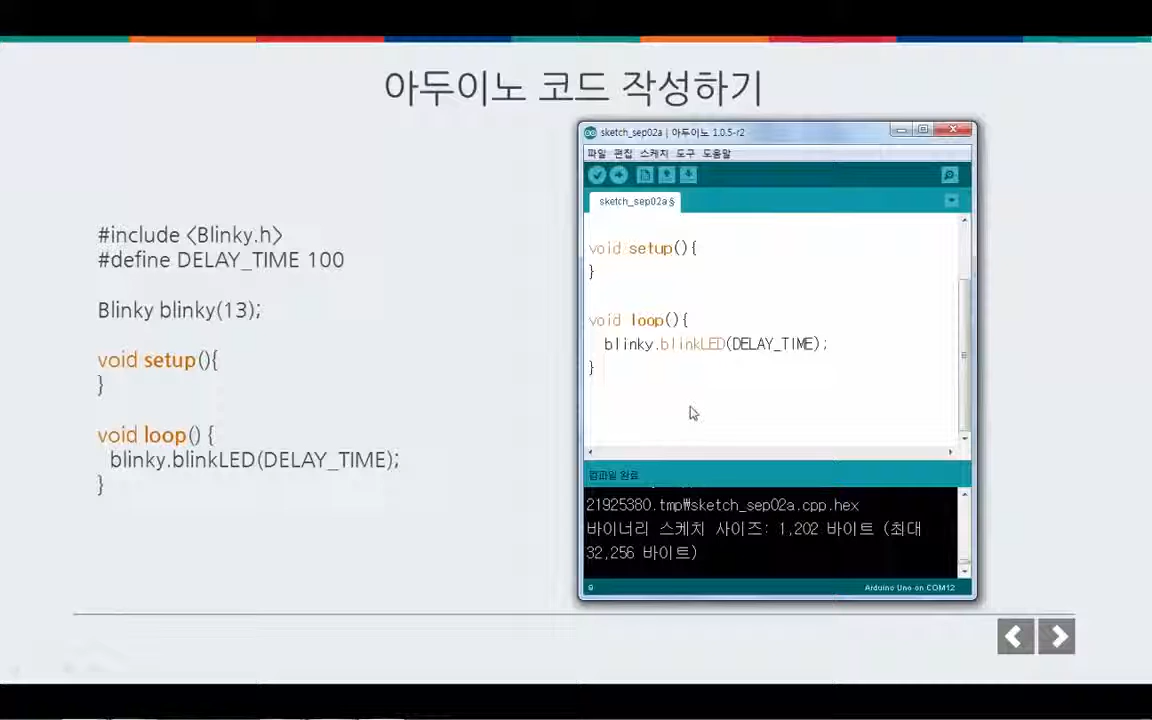 아두이노 코드 작성하기
#include <Blinky.h>
#define DELAY_TIME 100
Blinky blinky(13);
void setup(){
}
void loop() {
blinky.blinkLED(DELAY_TIME);
}
sketch_sep02a | 아두이노 1.0.5-r2
파일 편집 스케치 도구 도움말
sketch_sep02a §
void setup(){
}
void loop(){
blinky.blinkLED(DELAY_TIME);
}
컴파일 완료
21925380.tmp₩sketch_sep02a.cpp.hex
바이너리 스케치 사이즈: 1,202 바이트 (최대
32,256 바이트)
9
Arduino Uno on COM12